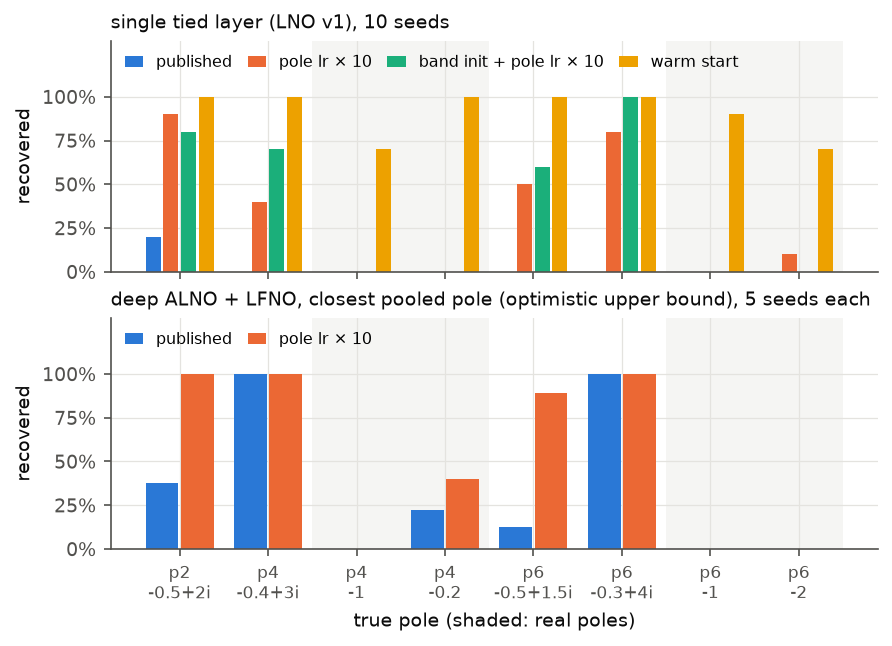 single tied layer (LNO v1), 10 seeds
published pole lr × 10 band init + pole lr × 10 warm start
recovered
100%
75%
50%
25%
0%
deep ALNO + LFNO, closest pooled pole (optimistic upper bound), 5 seeds each
published pole lr × 10
recovered
100%
75%
50%
25%
0%
p2 p4 p4 p4 p6 p6 p6 p6
-0.5+2i -0.4+3i -1 -0.2 -0.5+1.5i -0.3+4i -1 -2
true pole (shaded: real poles)